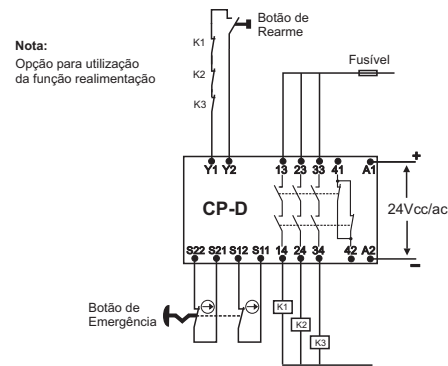 Botão de
Rearme
Nota:
Opção para utilização
da função realimentação
K1
K2
K3
Fusível
Y1 Y2 13 23 33 41 A1
+
CP-D
24Vcc/ac
S22 S21 S12 S11 14 24 34 42 A2
–
Botão de
Emergência
K1
K2
K3